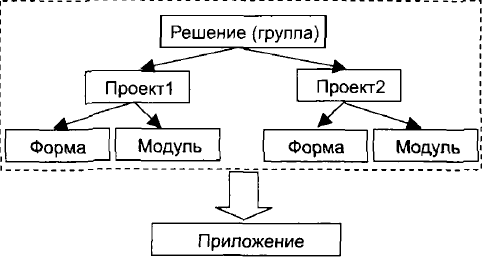 Решение (группа)
Проект1
Проект2
Форма
Модуль
Форма
Модуль
Приложение